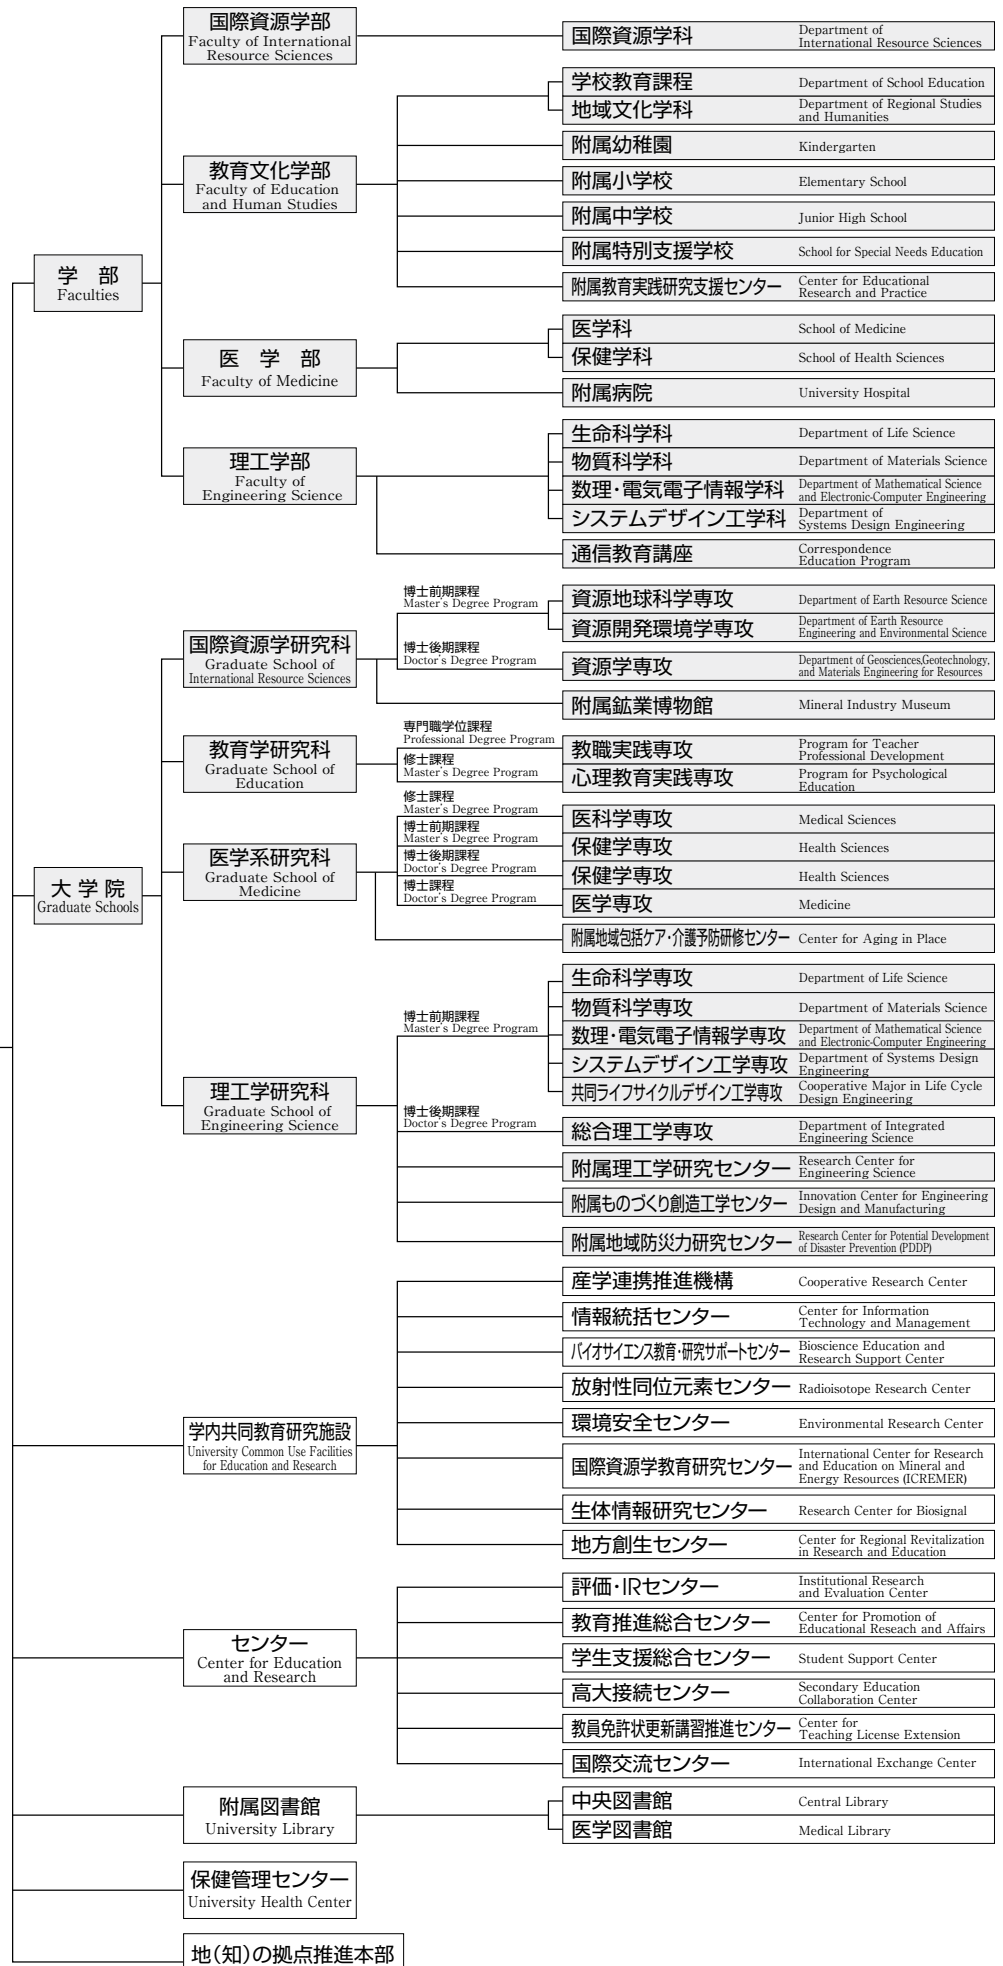 国際資源学部
Faculty of International
Resource Sciences
国際資源学科
Department of
International Resource Sciences
学校教育課程
Department of School Education
地域文化学科
Department of Regional Studies
and Humanities
教育文化学部
Faculty of Education
and Human Studies
附属幼稚園
Kindergarten
附属小学校
Elementary School
附属中学校
Junior High School
附属特別支援学校
School for Special Needs Education
附属教育実践研究支援センター
Center for Educational
Research and Practice
学 部
Faculties
医 学 部
Faculty of Medicine
医学科
School of Medicine
保健学科
School of Health Sciences
附属病院
University Hospital
理工学部
Faculty of
Engineering Science
生命科学科
Department of Life Science
物質科学科
Department of Materials Science
数理・電気電子情報学科
Department of Mathematical Science
and Electronic-Computer Engineering
システムデザイン工学科
Department of
Systems Design Engineering
通信教育講座
Correspondence
Education Program
国際資源学研究科
Graduate School of
International Resource Sciences
博士前期課程
Master's Degree Program
資源地球科学専攻
Department of Earth Resource Science
資源開発環境学専攻
Department of Earth Resource
Engineering and Environmental Science
博士後期課程
Doctor's Degree Program
資源学専攻
Department of Geosciences,Geotechnology,
and Materials Engineering for Resources
附属鉱業博物館
Mineral Industry Museum
教育学研究科
Graduate School of
Education
専門職学位課程
Professional Degree Program
教職実践専攻
Program for Teacher
Professional Development
修士課程
Master's Degree Program
心理教育実践専攻
Program for Psychological
Education
大 学 院
Graduate Schools
医学系研究科
Graduate School of
Medicine
修士課程
Master's Degree Program
医科学専攻
Medical Sciences
博士前期課程
Master's Degree Program
保健学専攻
Health Sciences
博士後期課程
Doctor's Degree Program
保健学専攻
Health Sciences
博士課程
Doctor's Degree Program
医学専攻
Medicine
附属地域包括ケア・介護予防研修センター
Center for Aging in Place
理工学研究科
Graduate School of
Engineering Science
博士前期課程
Master's Degree Program
生命科学専攻
Department of Life Science
物質科学専攻
Department of Materials Science
数理・電気電子情報学専攻
Department of Mathematical Science
and Electronic-Computer Engineering
システムデザイン工学専攻
Department of Systems Design
Engineering
共同ライフサイクルデザイン工学専攻
Cooperative Major in Life Cycle
Design Engineering
博士後期課程
Doctor's Degree Program
総合理工学専攻
Department of Integrated
Engineering Science
附属理工学研究センター
Research Center for
Engineering Science
附属ものづくり創造工学センター
Innovation Center for Engineering
Design and Manufacturing
附属地域防災力研究センター
Research Center for Potential Development
of Disaster Prevention (PDDP)
学内共同教育研究施設
University Common Use Facilities
for Education and Research
産学連携推進機構
Cooperative Research Center
情報統括センター
Center for Information
Technology and Management
バイオサイエンス教育・研究サポートセンター
Bioscience Education and
Research Support Center
放射性同位元素センター
Radioisotope Research Center
環境安全センター
Environmental Research Center
国際資源学教育研究センター
International Center for Research
and Education on Mineral and
Energy Resources (ICREMER)
生体情報研究センター
Research Center for Biosignal
地方創生センター
Center for Regional Revitalization
in Research and Education
センター
Center for Education
and Research
評価・IRセンター
Institutional Research
and Evaluation Center
教育推進総合センター
Center for Promotion of
Educational Reseach and Affairs
学生支援総合センター
Student Support Center
高大接続センター
Secondary Education
Collaboration Center
教員免許状更新講習推進センター
Center for
Teaching License Extension
国際交流センター
International Exchange Center
附属図書館
University Library
中央図書館
Central Library
医学図書館
Medical Library
保健管理センター
University Health Center
地(知)の拠点推進本部